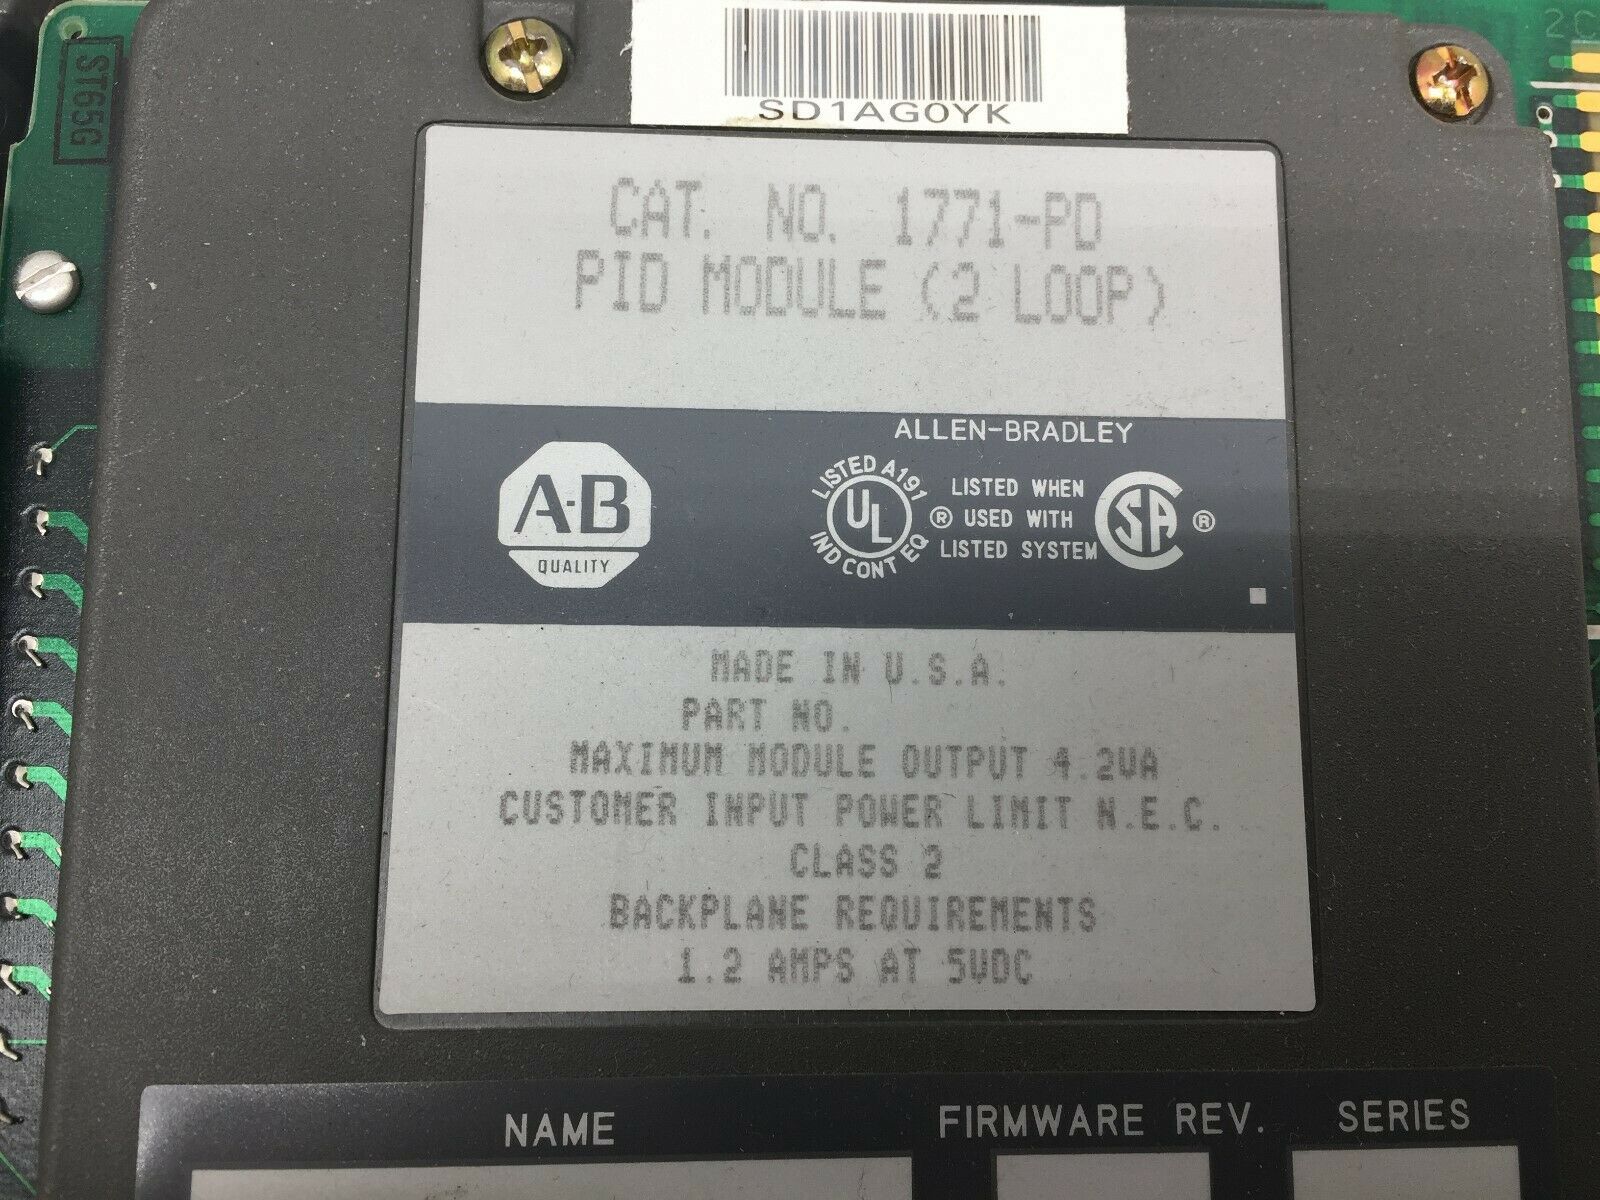 2C
ST65G
SD1AG0YK
CAT. NO. 1771-PD
PID MODULE (2 LOOP)
ALLEN-BRADLEY
A-B
QUALITY
LISTED A191
UL
IND CONT EQ
LISTED WHEN
® USED WITH
LISTED SYSTEM
SA ®
MADE IN U.S.A.
PART NO.
MAXIMUM MODULE OUTPUT 4.2VA
CUSTOMER INPUT POWER LIMIT N.E.C.
CLASS 2
BACKPLANE REQUIREMENTS
1.2 AMPS AT 5VDC
NAME
FIRMWARE REV.
SERIES